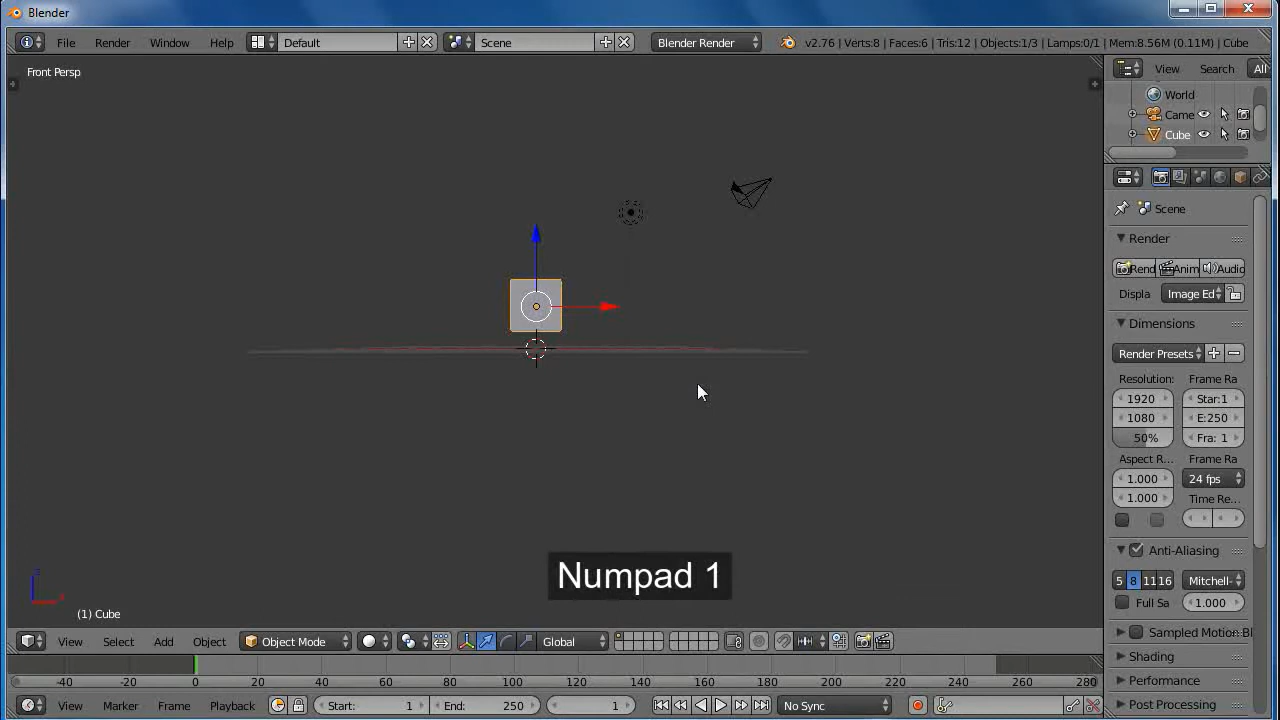 Blender
File Render Window Help Default Scene Blender Render v2.76 | Verts:8 | Faces:6 | Tris:12 | Objects:1/3 | Lamps:0/1 | Mem:8.56M (0.11M) | Cube
Front Persp
View Search All
World
Came
Cube
Scene
Render
Rend Anim Audio
Displa Image Ed
Dimensions
Render Presets
Resolution: Frame Ra
1920 Star:1
1080 E:250
50% Fra: 1
Aspect R... Frame Ra
1.000 24 fps
1.000 Time Re...
Anti-Aliasing
5 8 11 16 Mitchell-
Full Sa 1.000
Sampled Motion Bl
Shading
Performance
Post Processing
Numpad 1
(1) Cube
View Select Add Object Object Mode Global
-40 -20 0 20 40 60 80 100 120 140 160 180 200 220 240 260 280
View Marker Frame Playback Start: 1 End: 250 1 No Sync